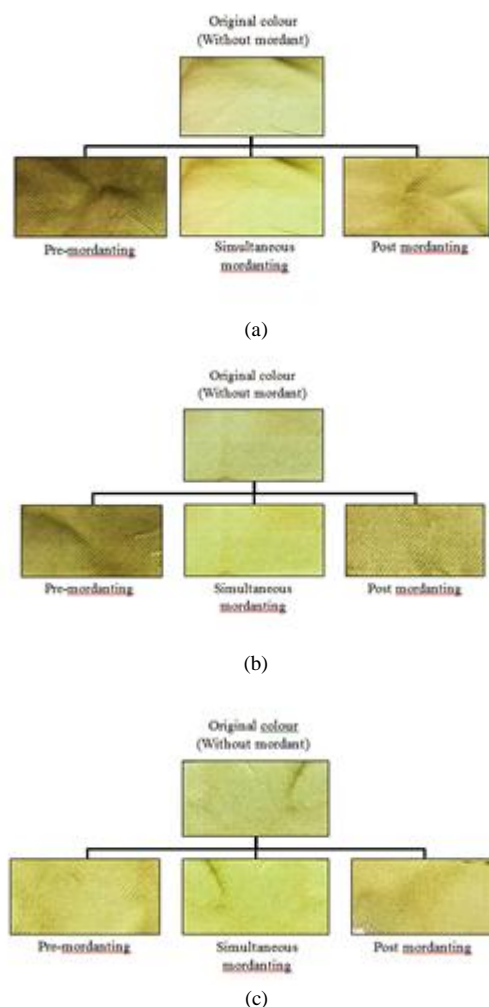 Original colour
(Without mordant)
Pre-mordanting
Simultaneous
mordanting
Post mordanting
(a)
Original colour
(Without mordant)
Pre-mordanting
Simultaneous
mordanting
Post mordanting
(b)
Original colour
(Without mordant)
Pre-mordanting
Simultaneous
mordanting
Post mordanting
(c)